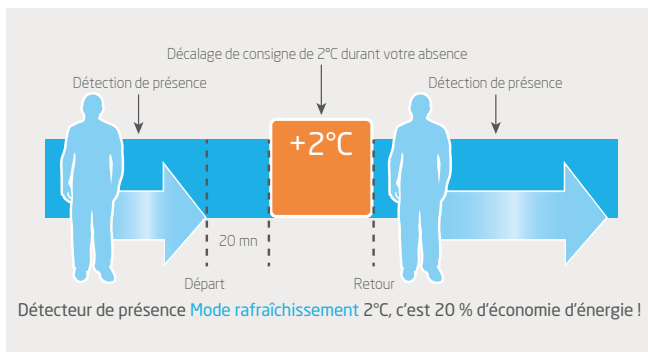 Décalage de consigne de 2°C durant votre absence
Détection de présence
Détection de présence
+2°C
20 mn
Départ
Retour
Détecteur de présence Mode rafraîchissement 2°C, c'est 20 % d'économie d'énergie !